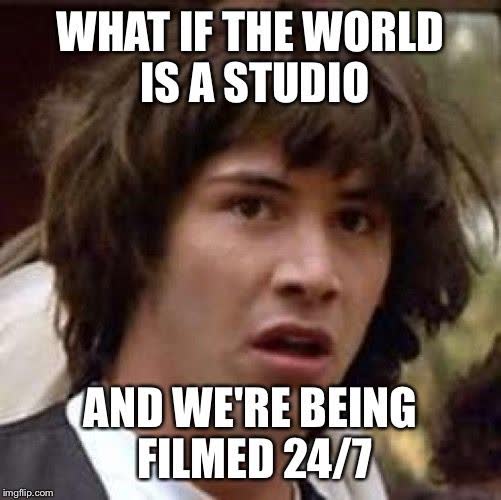 WHAT IF THE WORLD
IS A STUDIO
AND WE'RE BEING
FILMED 24/7
imgflip.com